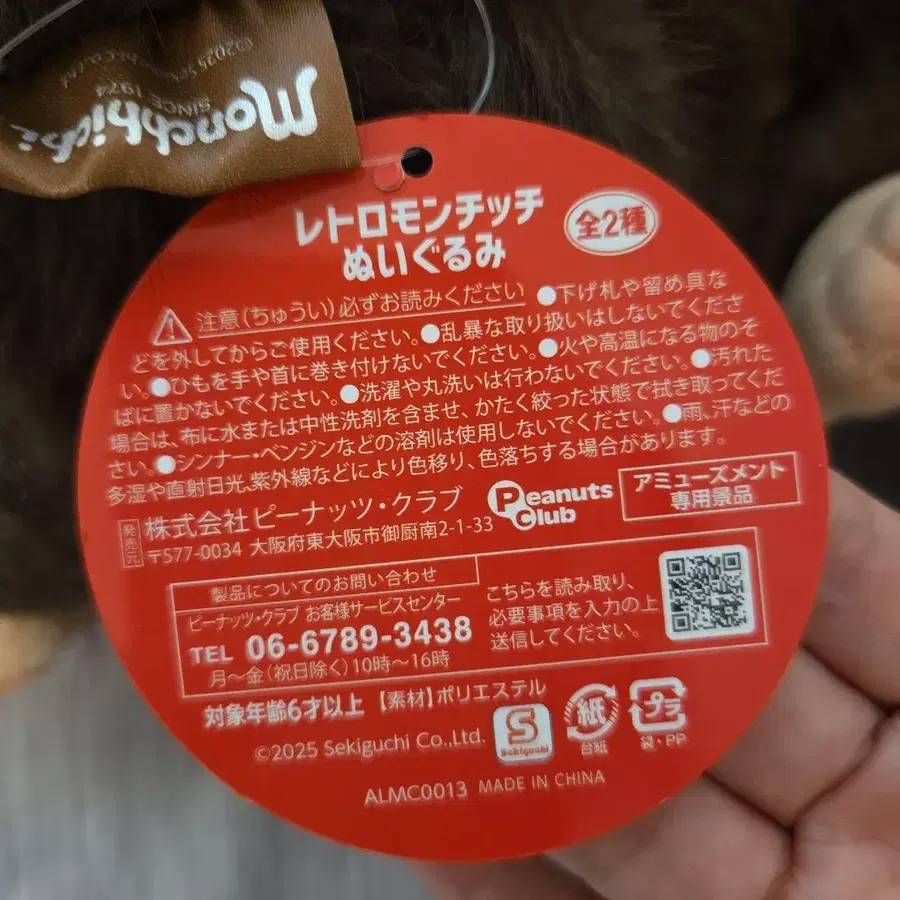 Monchhichi
SINCE 1974
レトロモンチッチ
ぬいぐるみ
全2種
注意(ちゅうい)必ずお読みください ●下げ札や留め具な
どを外してからご使用ください。●乱暴な取り扱いはしないでくださ
い。●ひもを手や首に巻き付けないでください。●火や高温になる物のそ
ばに置かないでください。●洗濯や丸洗いは行わないでください。●汚れた
場合は、布に水または中性洗剤を含ませ、かたく絞った状態で拭き取ってくだ
さい。●シンナー・ベンジンなどの溶剤は使用しないでください。●雨、汗などの
多湿や直射日光、紫外線などにより色移り、色落ちする場合があります。
発売元
株式会社ピーナッツ・クラブ
〒577-0034 大阪府東大阪市御厨南2-1-33
Peanuts
Club
アミューズメント
専用景品
製品についてのお問い合わせ
ピーナッツ・クラブ お客様サービスセンター
TEL 06-6789-3438
月〜金(祝日除く)10時〜16時
こちらを読み取り、
必要事項を入力の上
送信してください。
対象年齢6才以上 【素材】ポリエステル
©2025 Sekiguchi Co.,Ltd.
S
Sekiguchi
紙
台紙
プラ
袋・PP
ALMC0013 MADE IN CHINA